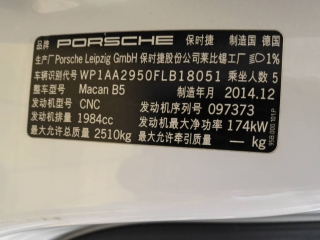 品牌 PORSCHE 保时捷 制造国 德国
生产厂 Porsche Leipzig GmbH 保时捷股份公司莱比锡工厂 1%
车辆识别代号 WP1AA2950FLB18051 乘坐人数 5
整车型号 Macan B5 制造年月 2014.12
发动机型号 CNC 发动机序号 097373
发动机排量 1984cc 发动机最大净功率 174kW
最大允许总质量 2510kg 最大允许牵引质量 — kg